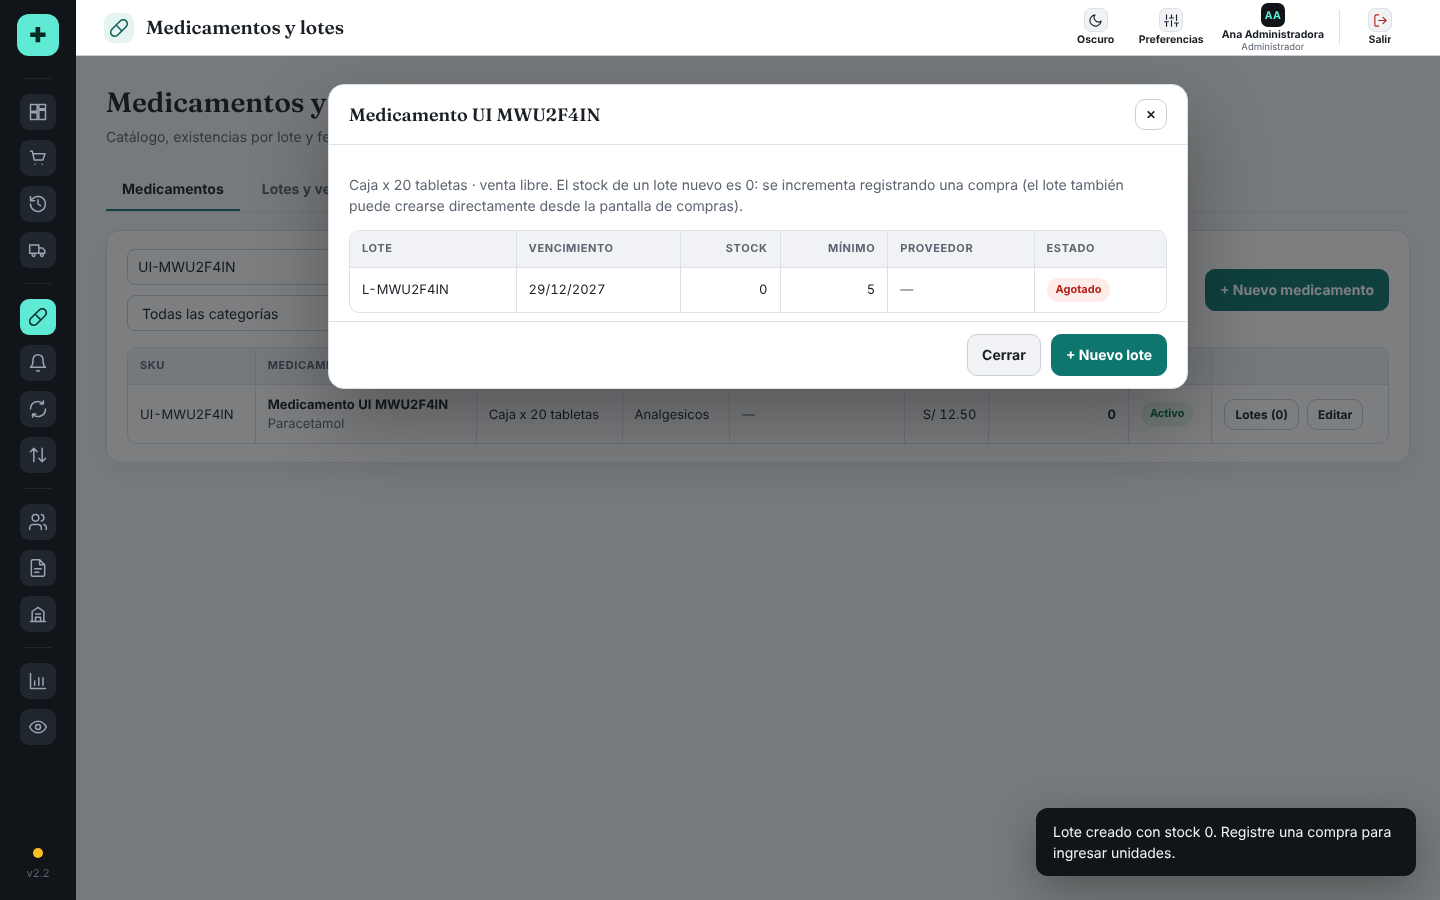 Medicamentos y lotes
Oscuro
Preferencias
AA
Ana Administradora
Administrador
Salir
Medicamentos y
Catálogo, existencias por lote y fe
Medicamentos
Lotes y ve
UI-MWU2F4IN
Todas las categorías
+ Nuevo medicamento
Medicamento UI MWU2F4IN
×
Caja x 20 tabletas · venta libre. El stock de un lote nuevo es 0: se incrementa registrando una compra (el lote también
puede crearse directamente desde la pantalla de compras).
LOTE VENCIMIENTO STOCK MÍNIMO PROVEEDOR ESTADO
L-MWU2F4IN 29/12/2027 0 5 — Agotado
Cerrar
+ Nuevo lote
SKU MEDICAM
UI-MWU2F4IN Medicamento UI MWU2F4IN Caja x 20 tabletas Analgesicos — S/ 12.50 0 Activo Lotes (0) Editar
Paracetamol
Lote creado con stock 0. Registre una compra para
ingresar unidades.
v2.2